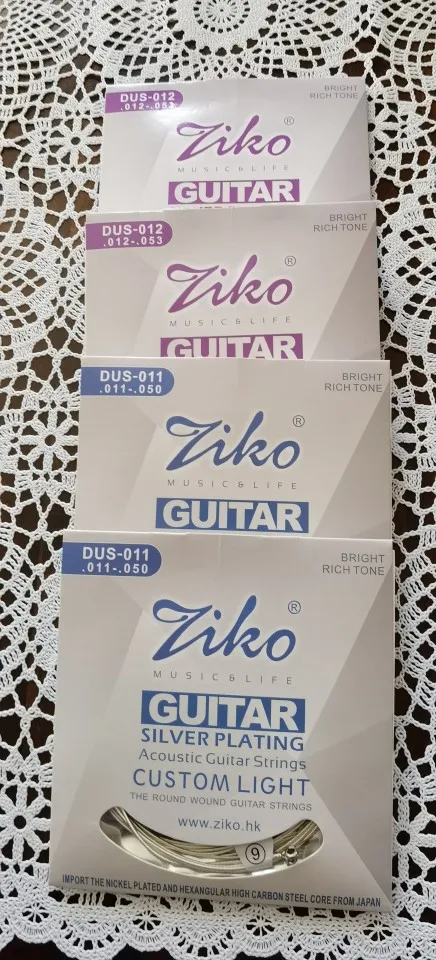 DUS-012
.012-.053
BRIGHT
RICH TONE
Ziko®
MUSIC & LIFE
GUITAR
DUS-012
.012-.053
BRIGHT
RICH TONE
Ziko®
MUSIC & LIFE
GUITAR
DUS-011
.011-.050
BRIGHT
RICH TONE
Ziko®
MUSIC & LIFE
GUITAR
DUS-011
.011-.050
BRIGHT
RICH TONE
Ziko®
MUSIC & LIFE
GUITAR
SILVER PLATING
Acoustic Guitar Strings
CUSTOM LIGHT
THE ROUND WOUND GUITAR STRINGS
www.ziko.hk
9
IMPORT THE NICKEL PLATED AND HEXANGULAR HIGH CARBON STEEL CORE FROM JAPAN